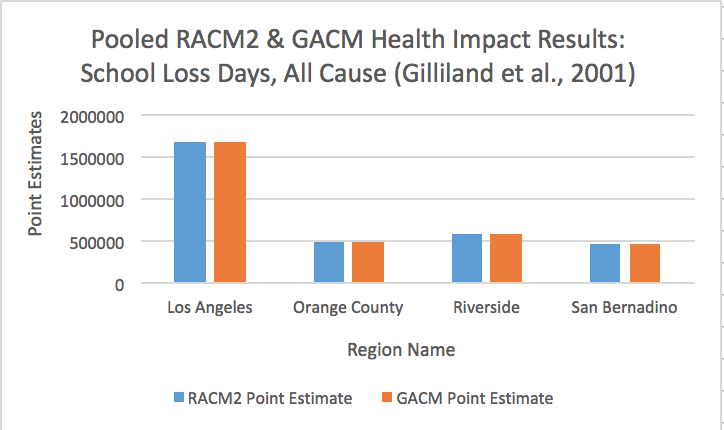 Pooled RACM2 & GACM Health Impact Results:
School Loss Days, All Cause (Gilliland et al., 2001)
Point Estimates
2000000
1500000
1000000
500000
0
Los Angeles
Orange County
Riverside
San Bernadino
Region Name
RACM2 Point Estimate
GACM Point Estimate